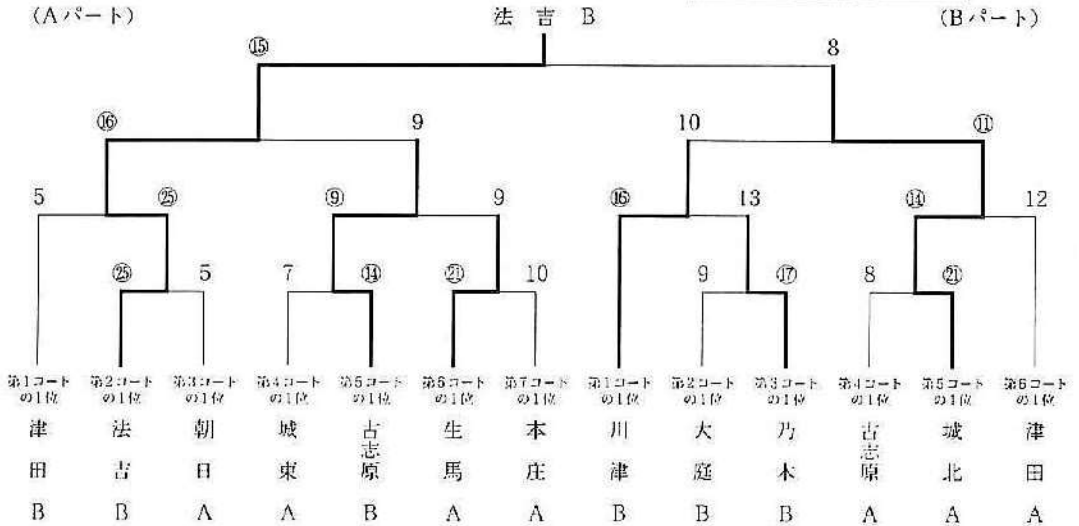 (Aパート) 法吉 B (Bパート)
⑮ 8
⑯ 9 10 ⑪
5 ㉕ ⑨ 9 ⑯ 13 ⑭ 12
㉕ 5 7 ⑭ ㉑ 10 9 ⑰ 8 ㉑
第1コートの1位
津田B
第2コートの1位
法吉B
第3コートの1位
朝日A
第4コートの1位
城東A
第5コートの1位
古志原B
第6コートの1位
生馬A
第7コートの1位
本庄A
第1コートの1位
川津B
第2コートの1位
大庭B
第3コートの1位
乃木B
第4コートの1位
古志原A
第5コートの1位
城北A
第6コートの1位
津田A